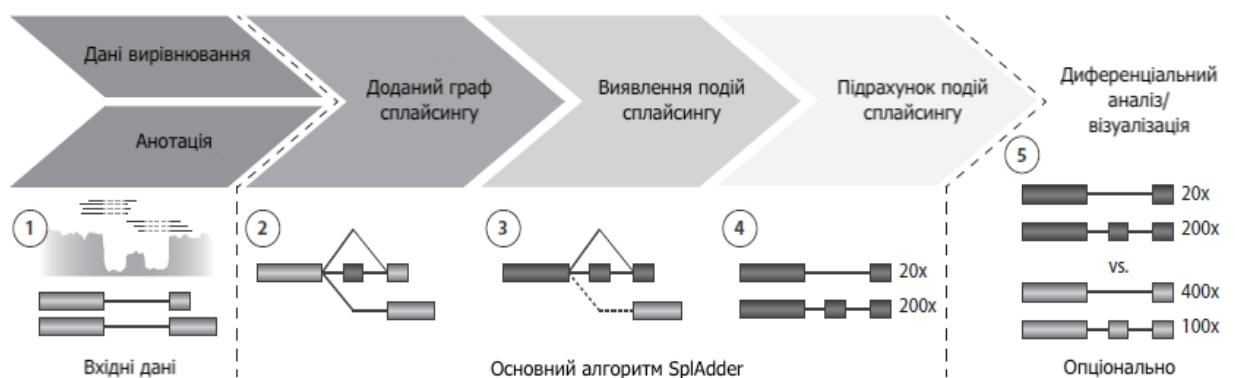 Дані вирівнювання
Анотація
Доданий граф
сплайсингу
Виявлення подій
сплайсингу
Підрахунок подій
сплайсингу
Диференціальний
аналіз/
візуалізація
1
2
3
4
5
20x
200x
20x
200x
vs.
400x
100x
Вхідні дані
Основний алгоритм SplAdder
Опціонально